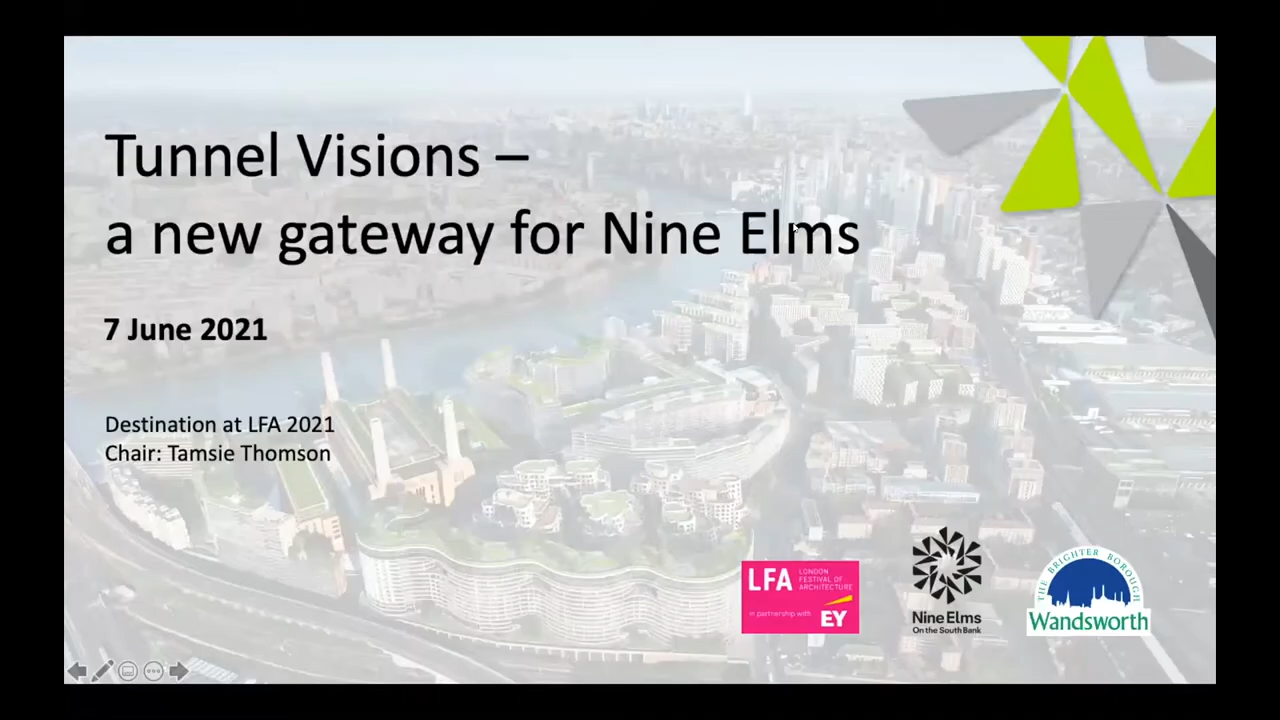 Tunnel Visions –
a new gateway for Nine Elms
7 June 2021
Destination at LFA 2021
Chair: Tamsie Thomson
LFA
LONDON
FESTIVAL OF
ARCHITECTURE
in partnership with
EY
Nine Elms
On the South Bank
THE BRIGHTER BOROUGH
Wandsworth